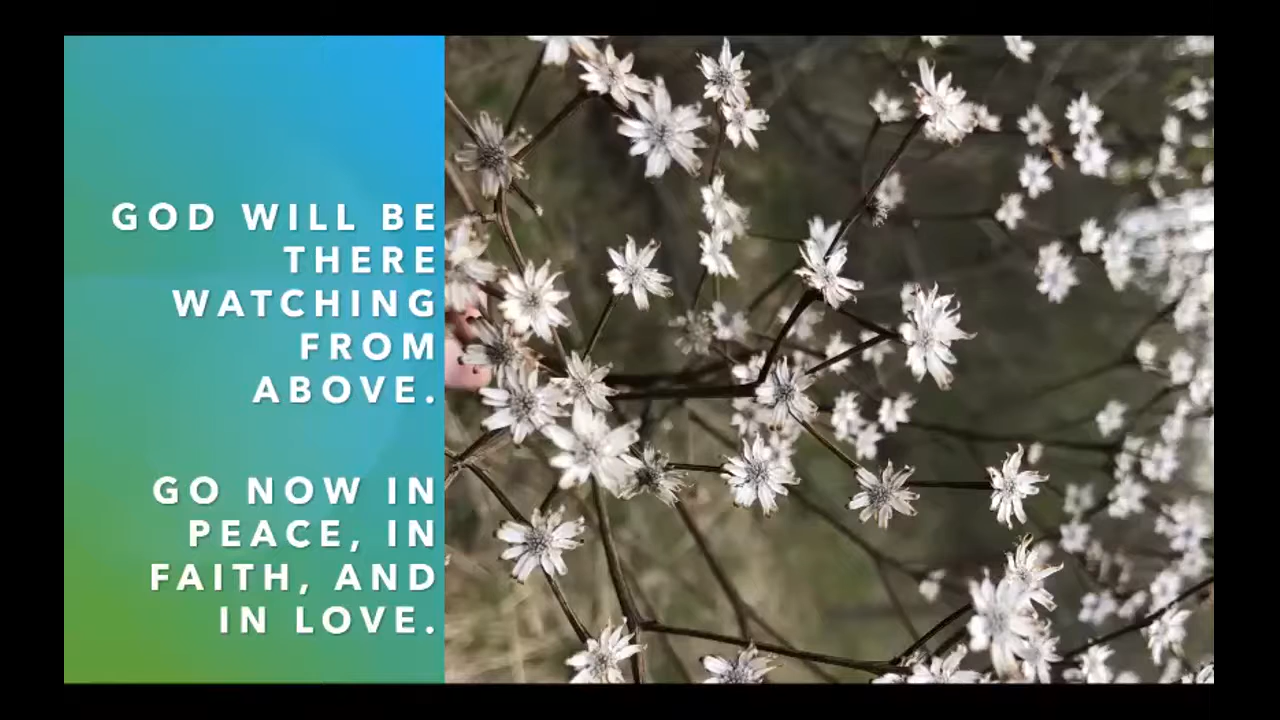 GOD WILL BE
THERE
WATCHING
FROM
ABOVE.
GO NOW IN
PEACE, IN
FAITH, AND
IN LOVE.